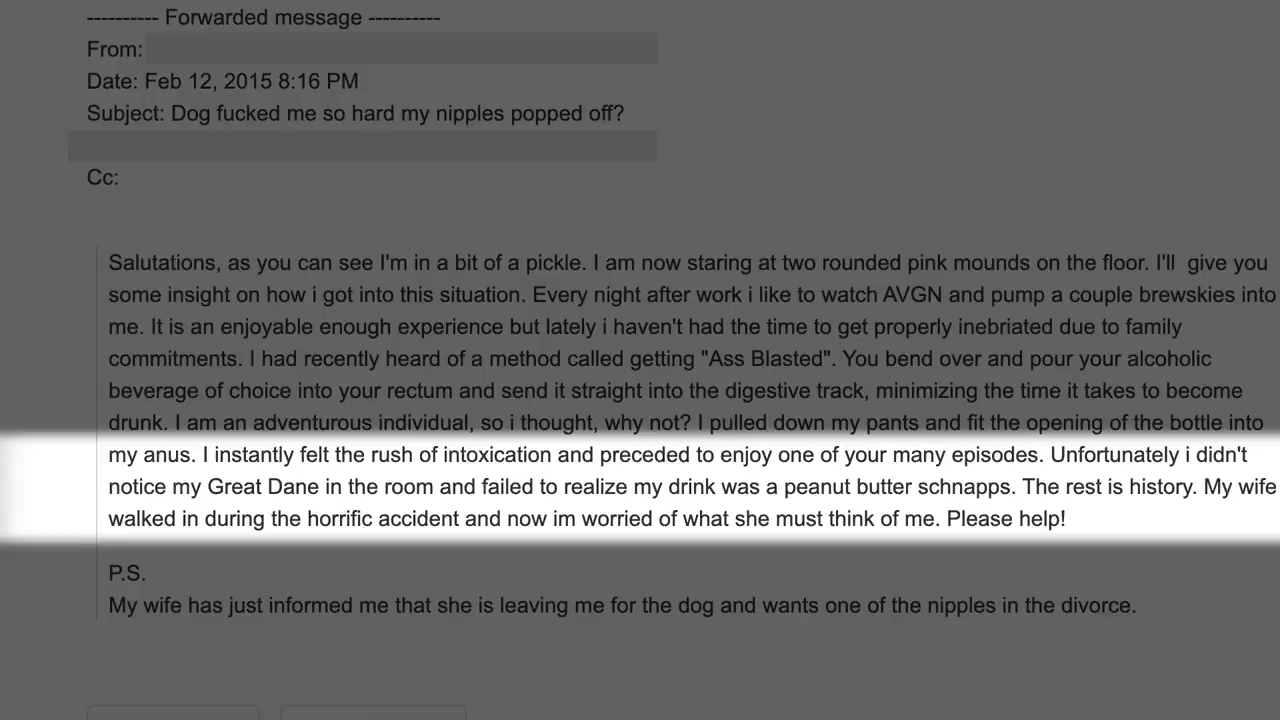 ---------- Forwarded message ----------
From:
Date: Feb 12, 2015 8:16 PM
Subject: Dog fucked me so hard my nipples popped off?
Cc:
Salutations, as you can see I'm in a bit of a pickle. I am now staring at two rounded pink mounds on the floor. I'll  give you
some insight on how i got into this situation. Every night after work i like to watch AVGN and pump a couple brewskies into
me. It is an enjoyable enough experience but lately i haven't had the time to get properly inebriated due to family
commitments. I had recently heard of a method called getting "Ass Blasted". You bend over and pour your alcoholic
beverage of choice into your rectum and send it straight into the digestive track, minimizing the time it takes to become
drunk. I am an adventurous individual, so i thought, why not? I pulled down my pants and fit the opening of the bottle into
my anus. I instantly felt the rush of intoxication and preceded to enjoy one of your many episodes. Unfortunately i didn't
notice my Great Dane in the room and failed to realize my drink was a peanut butter schnapps. The rest is history. My wife
walked in during the horrific accident and now im worried of what she must think of me. Please help!
P.S.
My wife has just informed me that she is leaving me for the dog and wants one of the nipples in the divorce.